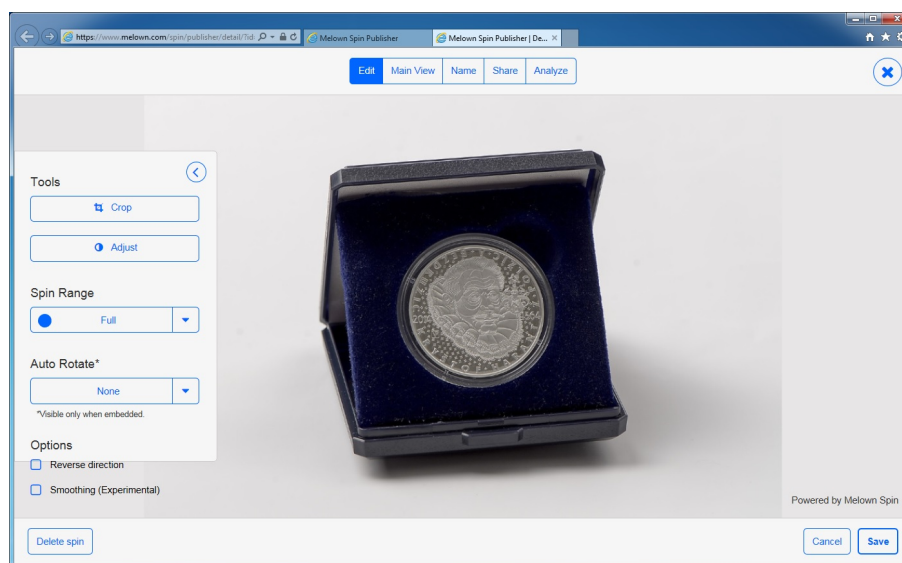 https://www.melown.com/spin/publisher/detail/?id
Melown Spin Publisher
Melown Spin Publisher | De...
Edit
Main View
Name
Share
Analyze
Tools
Crop
Adjust
Spin Range
Full
Auto Rotate*
None
*Visible only when embedded.
Options
Reverse direction
Smoothing (Experimental)
Powered by Melown Spin
Delete spin
Cancel
Save